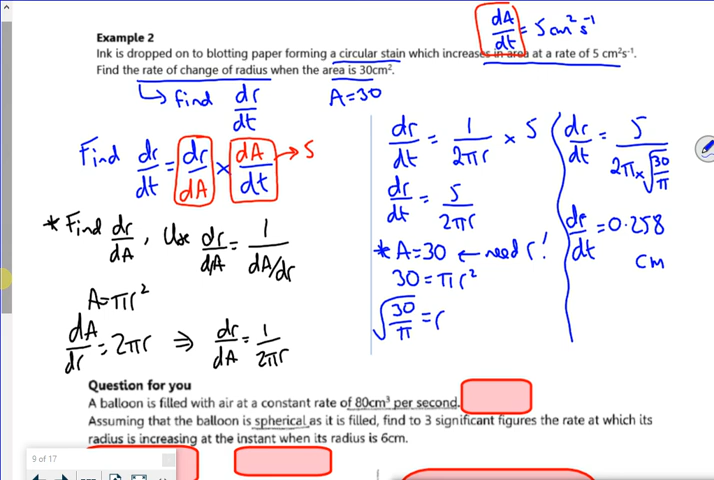 dA/dt = 5cm²s⁻¹
Example 2
Ink is dropped on to blotting paper forming a circular stain which increases in area at a rate of 5 cm²s⁻¹.
Find the rate of change of radius when the area is 30cm².
↳ find dr/dt
A=30
Find dr/dt = dr/dA × dA/dt → 5
* Find dr/dA, Use dr/dA = 1/(dA/dr)
A=πr²
dA/dr = 2πr ⇒ dr/dA = 1/2πr
dr/dt = 1/2πr × 5
dr/dt = 5/2πr
* A=30 ← need r!
30=πr²
√(30/π) = r
dr/dt = 5/(2π×√(30/π))
dr/dt = 0.258
cm
Question for you
A balloon is filled with air at a constant rate of 80cm³ per second.
Assuming that the balloon is spherical as it is filled, find to 3 significant figures the rate at which its
radius is increasing at the instant when its radius is 6cm.
9 of 17